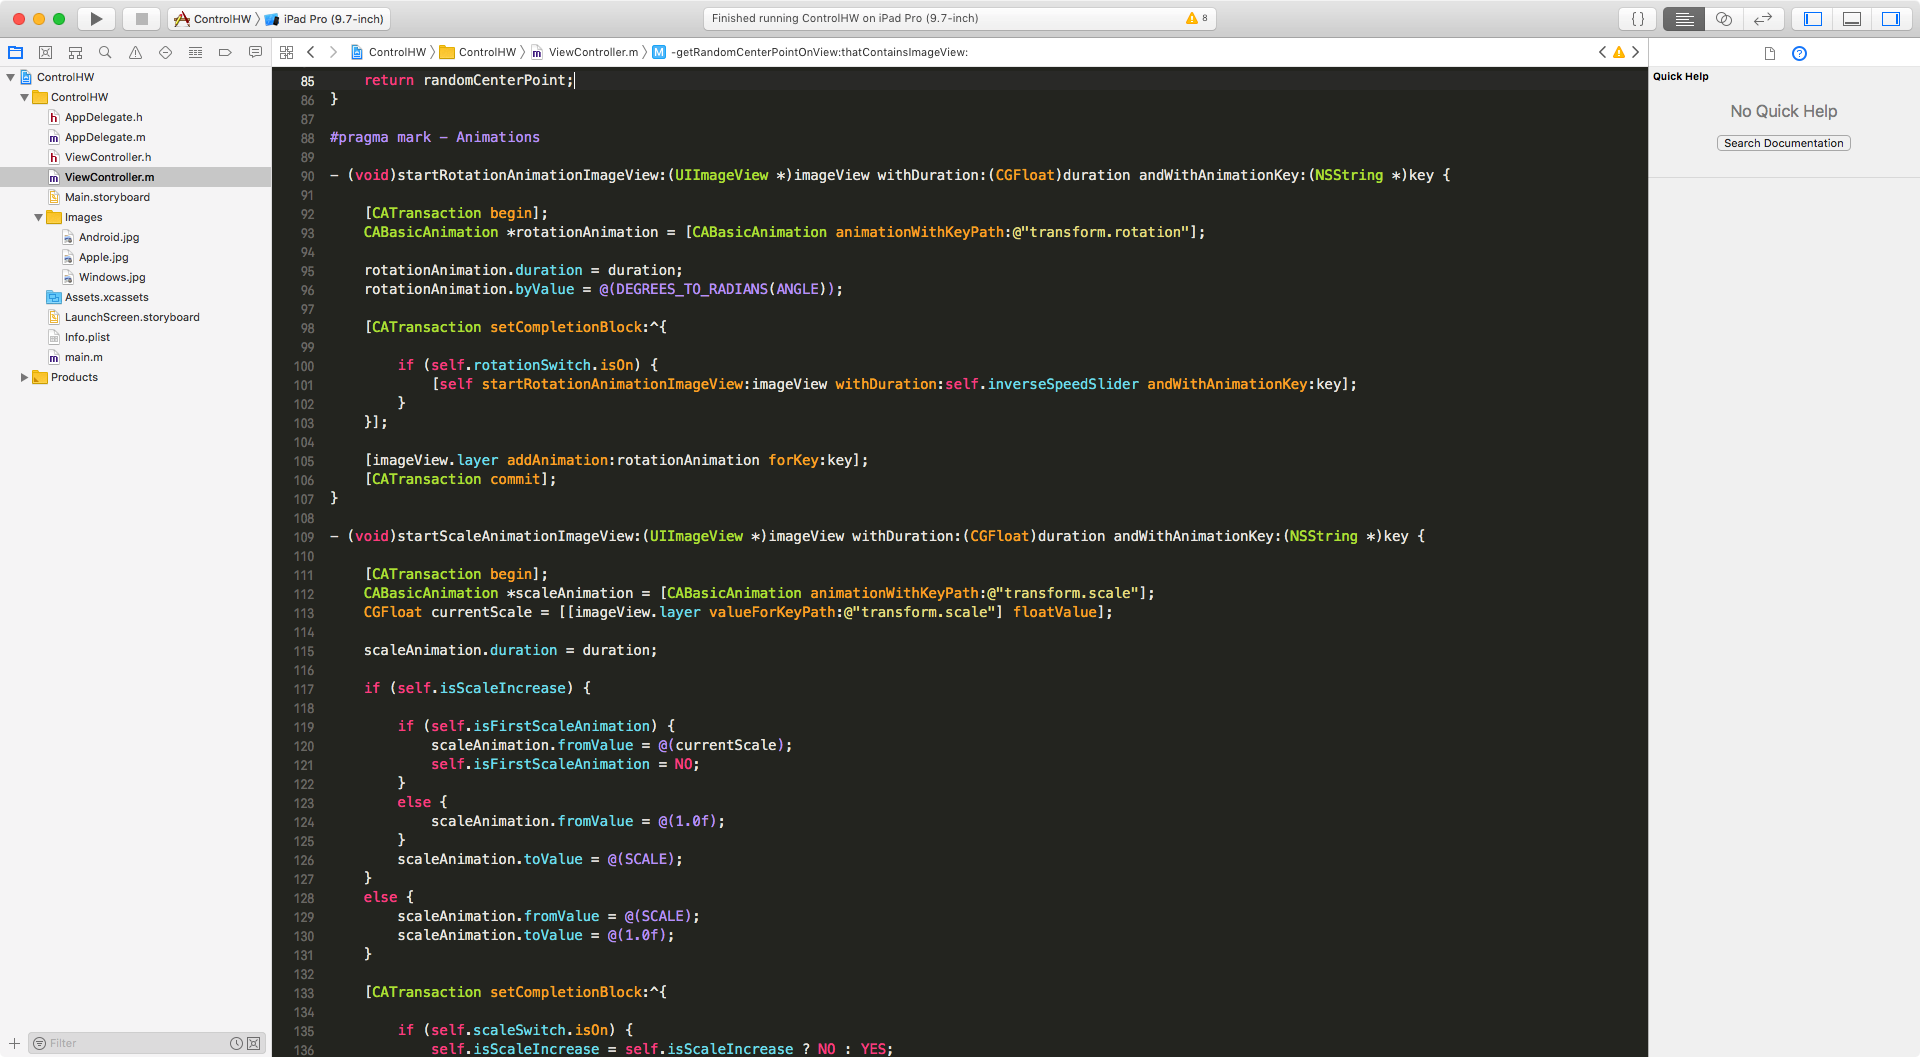 ControlHW iPad Pro (9.7-inch)
Finished running ControlHW on iPad Pro (9.7-inch) 8
{ }
ControlHW ControlHW ViewController.m M -getRandomCenterPointOnView:thatContainsImageView:
ControlHW
ControlHW
h AppDelegate.h
m AppDelegate.m
h ViewController.h
m ViewController.m
Main.storyboard
Images
Android.jpg
Apple.jpg
Windows.jpg
Assets.xcassets
LaunchScreen.storyboard
Info.plist
m main.m
Products
Filter
85 return randomCenterPoint;
86 }
87
88 #pragma mark - Animations
89
90 - (void)startRotationAnimationImageView:(UIImageView *)imageView withDuration:(CGFloat)duration andWithAnimationKey:(NSString *)key {
91
92 [CATransaction begin];
93 CABasicAnimation *rotationAnimation = [CABasicAnimation animationWithKeyPath:@"transform.rotation"];
94
95 rotationAnimation.duration = duration;
96 rotationAnimation.byValue = @(DEGREES_TO_RADIANS(ANGLE));
97
98 [CATransaction setCompletionBlock:^{
99
100 if (self.rotationSwitch.isOn) {
101 [self startRotationAnimationImageView:imageView withDuration:self.inverseSpeedSlider andWithAnimationKey:key];
102 }
103 }];
104
105 [imageView.layer addAnimation:rotationAnimation forKey:key];
106 [CATransaction commit];
107 }
108
109 - (void)startScaleAnimationImageView:(UIImageView *)imageView withDuration:(CGFloat)duration andWithAnimationKey:(NSString *)key {
110
111 [CATransaction begin];
112 CABasicAnimation *scaleAnimation = [CABasicAnimation animationWithKeyPath:@"transform.scale"];
113 CGFloat currentScale = [[imageView.layer valueForKeyPath:@"transform.scale"] floatValue];
114
115 scaleAnimation.duration = duration;
116
117 if (self.isScaleIncrease) {
118
119 if (self.isFirstScaleAnimation) {
120 scaleAnimation.fromValue = @(currentScale);
121 self.isFirstScaleAnimation = NO;
122 }
123 else {
124 scaleAnimation.fromValue = @(1.0f);
125 }
126 scaleAnimation.toValue = @(SCALE);
127 }
128 else {
129 scaleAnimation.fromValue = @(SCALE);
130 scaleAnimation.toValue = @(1.0f);
131 }
132
133 [CATransaction setCompletionBlock:^{
134
135 if (self.scaleSwitch.isOn) {
136 self.isScaleIncrease = self.isScaleIncrease ? NO : YES;
Quick Help
No Quick Help
Search Documentation